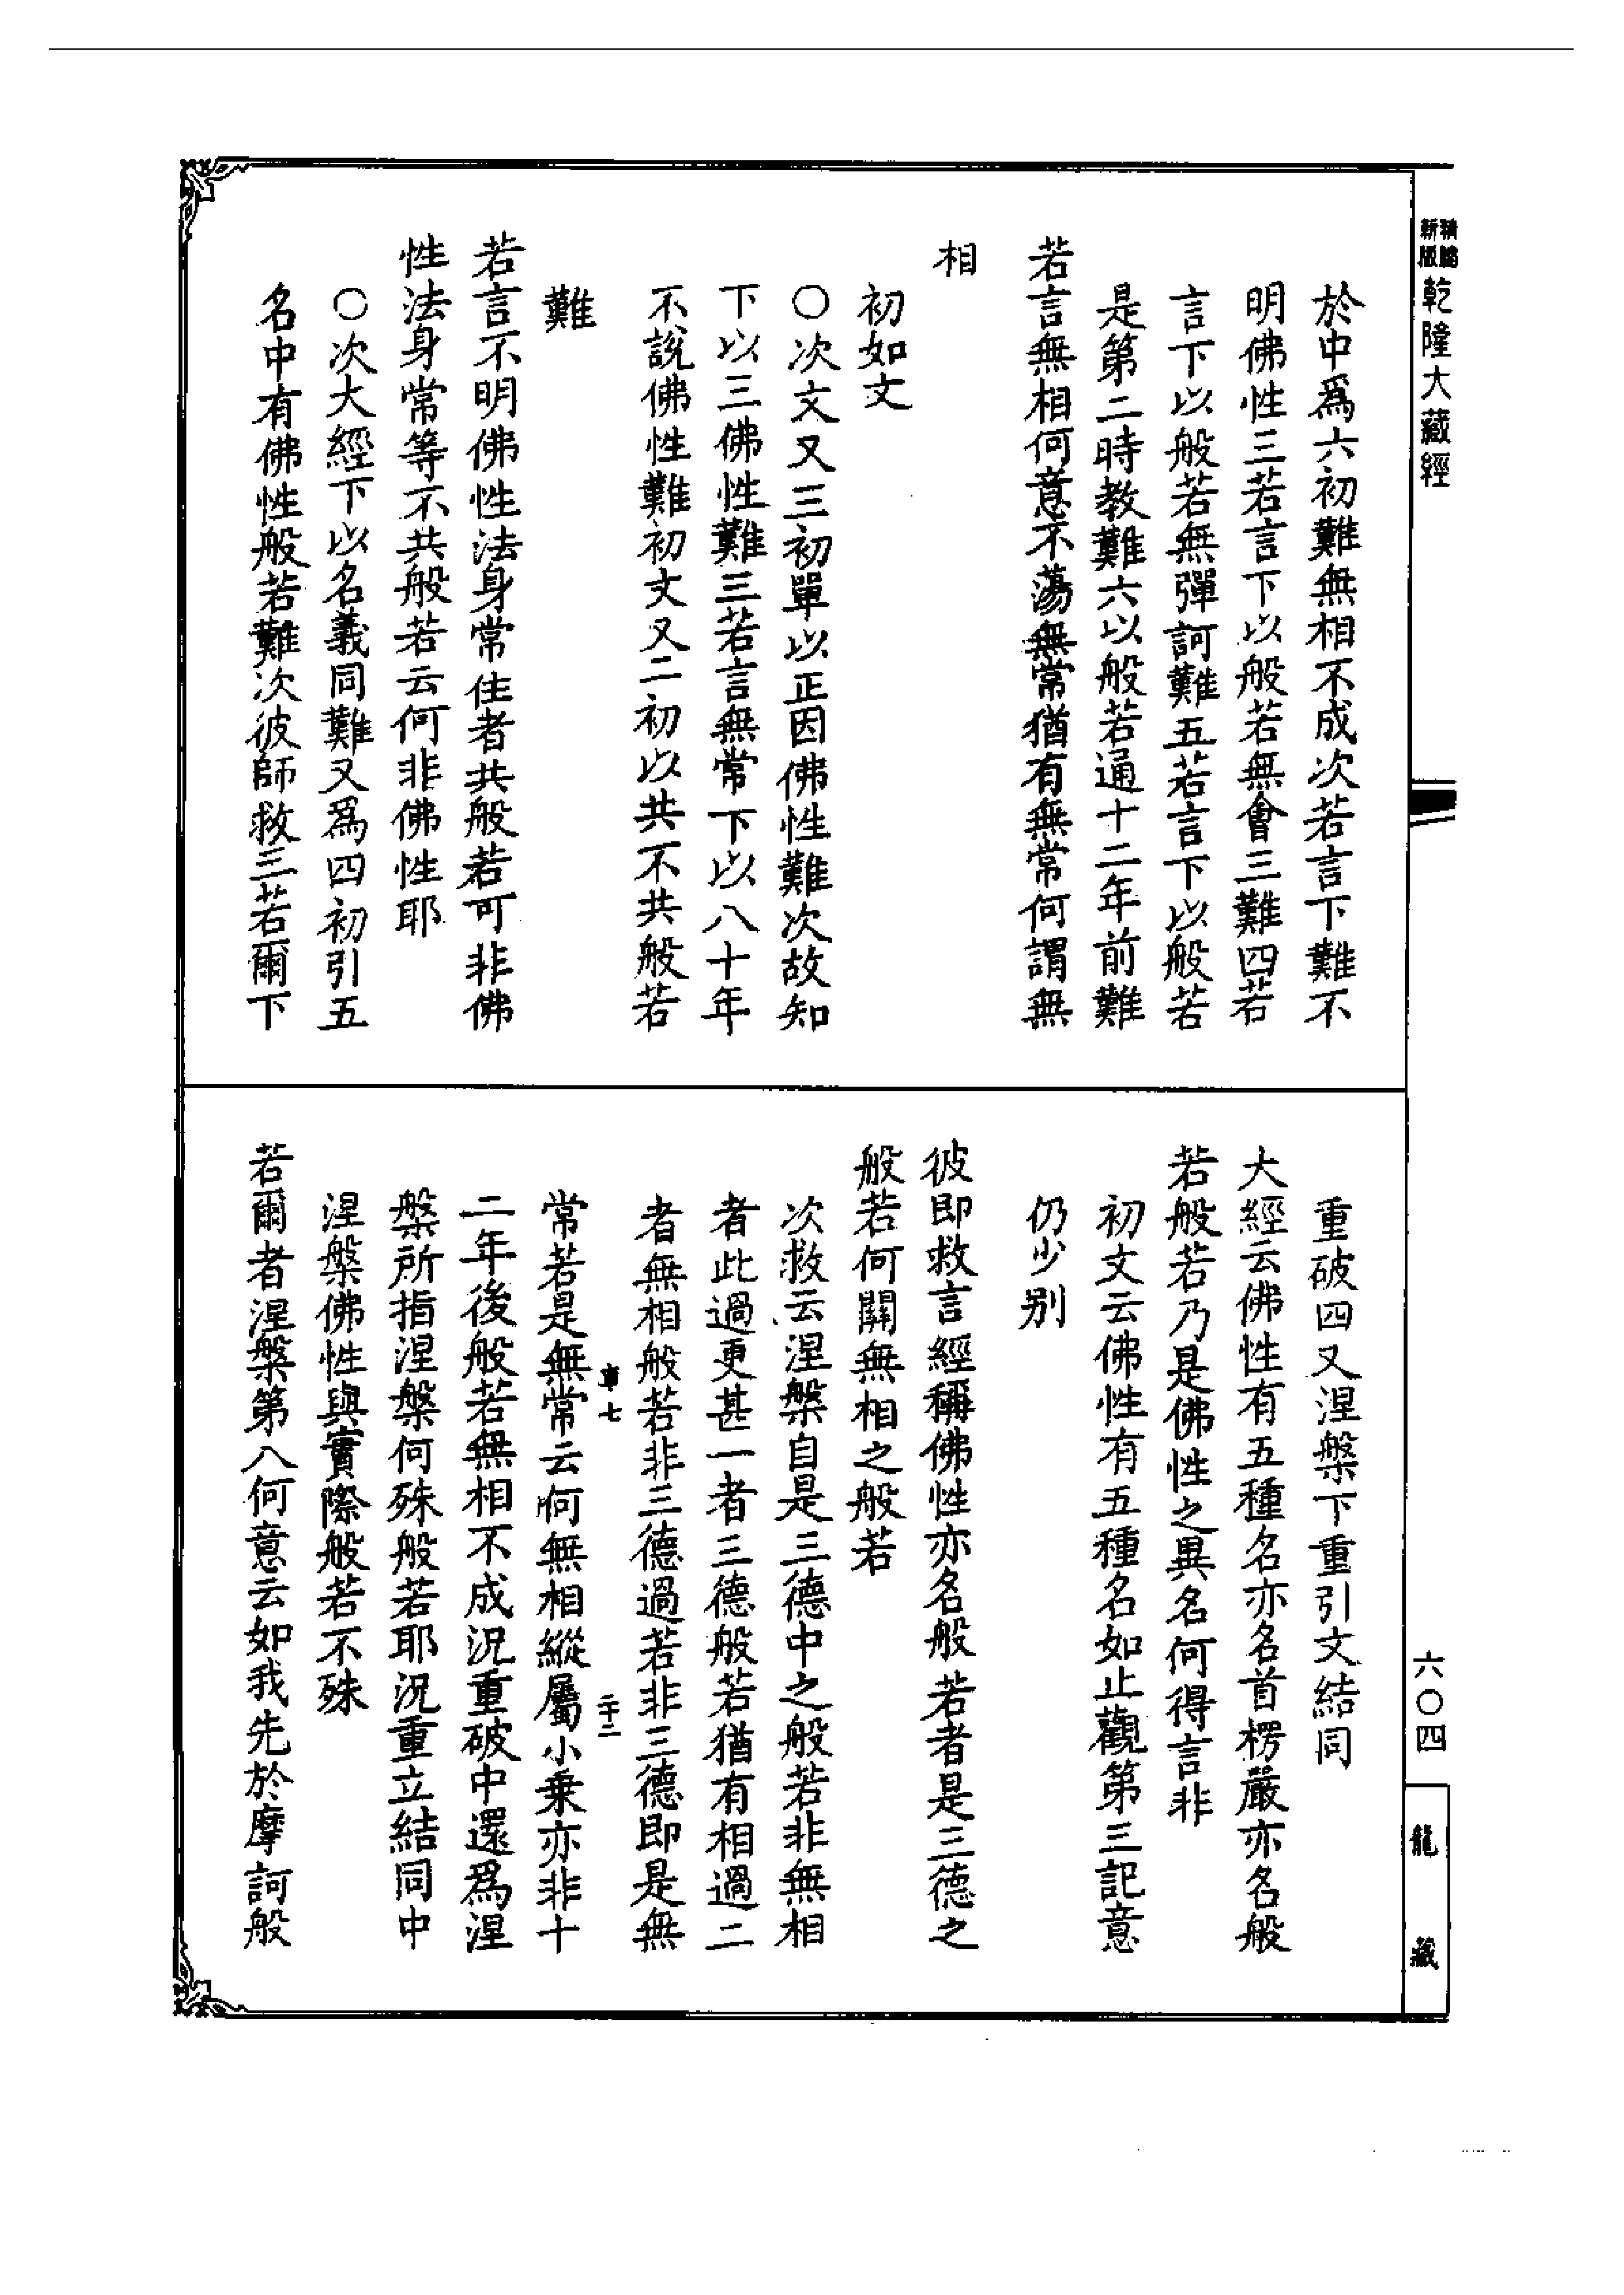 新版
精縮
乾隆大藏經
於中爲六初難無相不成次若言下難不
明佛性三若言下以般若無會三難四若
言下以般若無彈訶難五若言下以般若
是第二時教難六以般若通十二年前難
若言無相何意不蕩無常猶有無常何謂無
相
初如文
○次文又三初單以正因佛性難次故知
下以三佛性難三若言無常下以八十年
不說佛性難初文又二初以共不共般若
難
若言不明佛性法身常住者共般若可非佛
性法身常等不共般若云何非佛性耶
○次大經下以名義同難又爲四初引五
名中有佛性般若難次彼師救三若爾下
重破四又涅槃下重引文結同
大經云佛性有五種名亦名首楞嚴亦名般
若般若乃是佛性之異名何得言非
初文云佛性有五種名如止觀第三記意
仍少別
彼即救言經稱佛性亦名般若者是三德之
般若何關無相之般若
次救云涅槃自是三德中之般若非無相
者此過更甚一者三德般若猶有相過二
者無相般若非三德過若非三德即是無
章七
二十二
常若是無常云何無相縱屬小乗亦非十
二年後般若無相不成況重破中還爲涅
槃所指涅槃何殊般若耶況重立結同中
涅槃佛性與實際般若不殊
若爾者涅槃第八何意云如我先於摩訶般
六〇四
龍藏